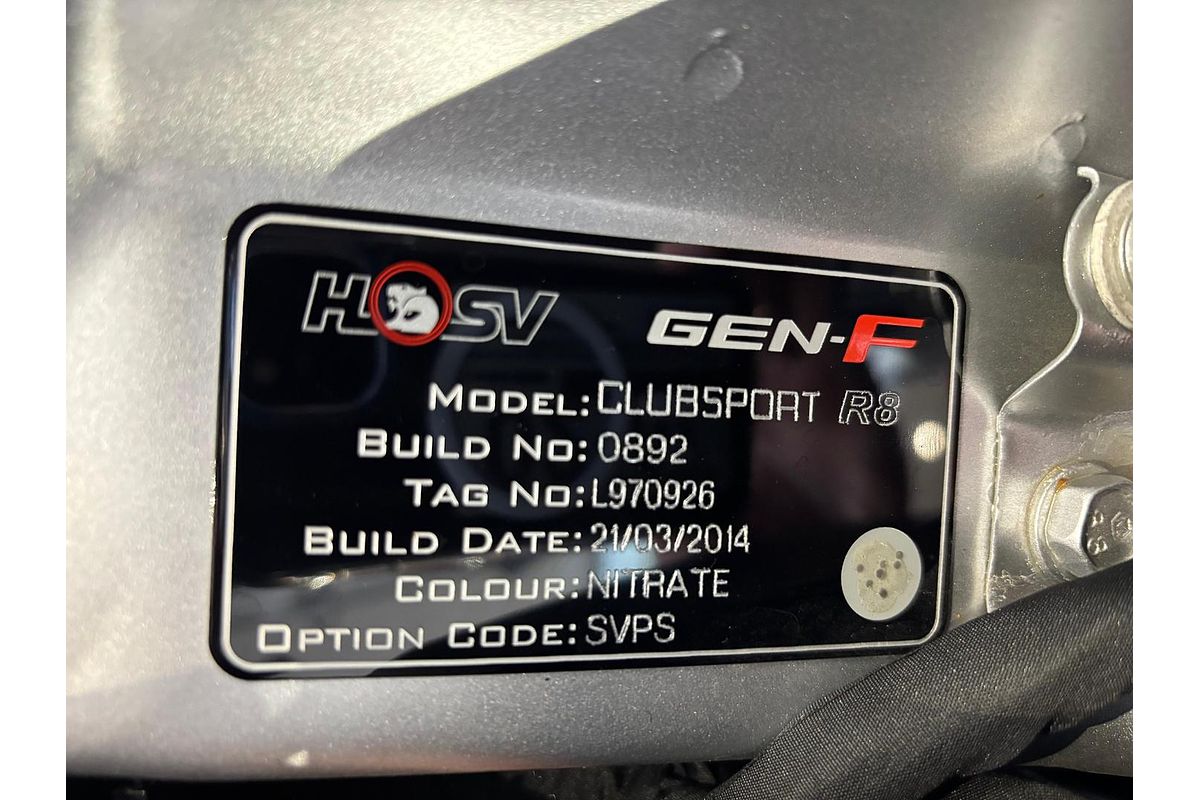 HSV GEN-F
MODEL: CLUBSPORT R8
BUILD NO: 0892
TAG NO: L970926
BUILD DATE: 21/03/2014
COLOUR: NITRATE
OPTION CODE: SVPS